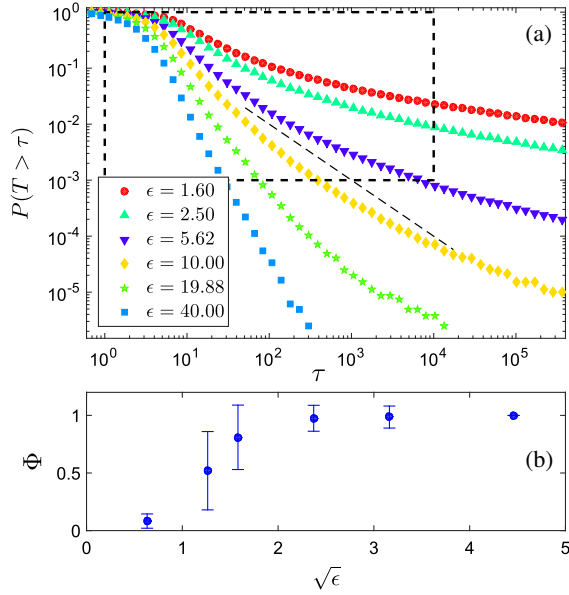 (a)
P(T > τ)
10^0
10^-1
10^-2
10^-3
10^-4
10^-5
ϵ = 1.60
ϵ = 2.50
ϵ = 5.62
ϵ = 10.00
ϵ = 19.88
ϵ = 40.00
10^0 10^1 10^2 10^3 10^4 10^5
τ
(b)
Φ
1
0.5
0
0 1 2 3 4 5
√ϵ